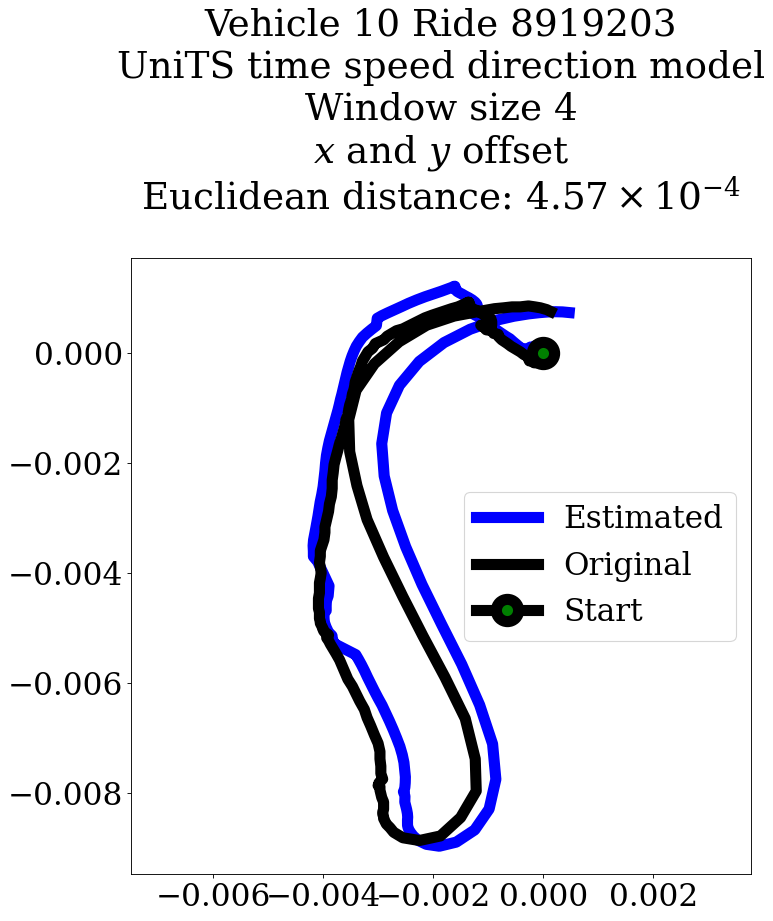 Vehicle 10 Ride 8919203
UniTS time speed direction model
Window size 4
x and y offset
Euclidean distance: 4.57 × 10⁻⁴
0.000
−0.002
−0.004
−0.006
−0.008
Estimated
Original
Start
−0.006 −0.004 −0.002 0.000 0.002